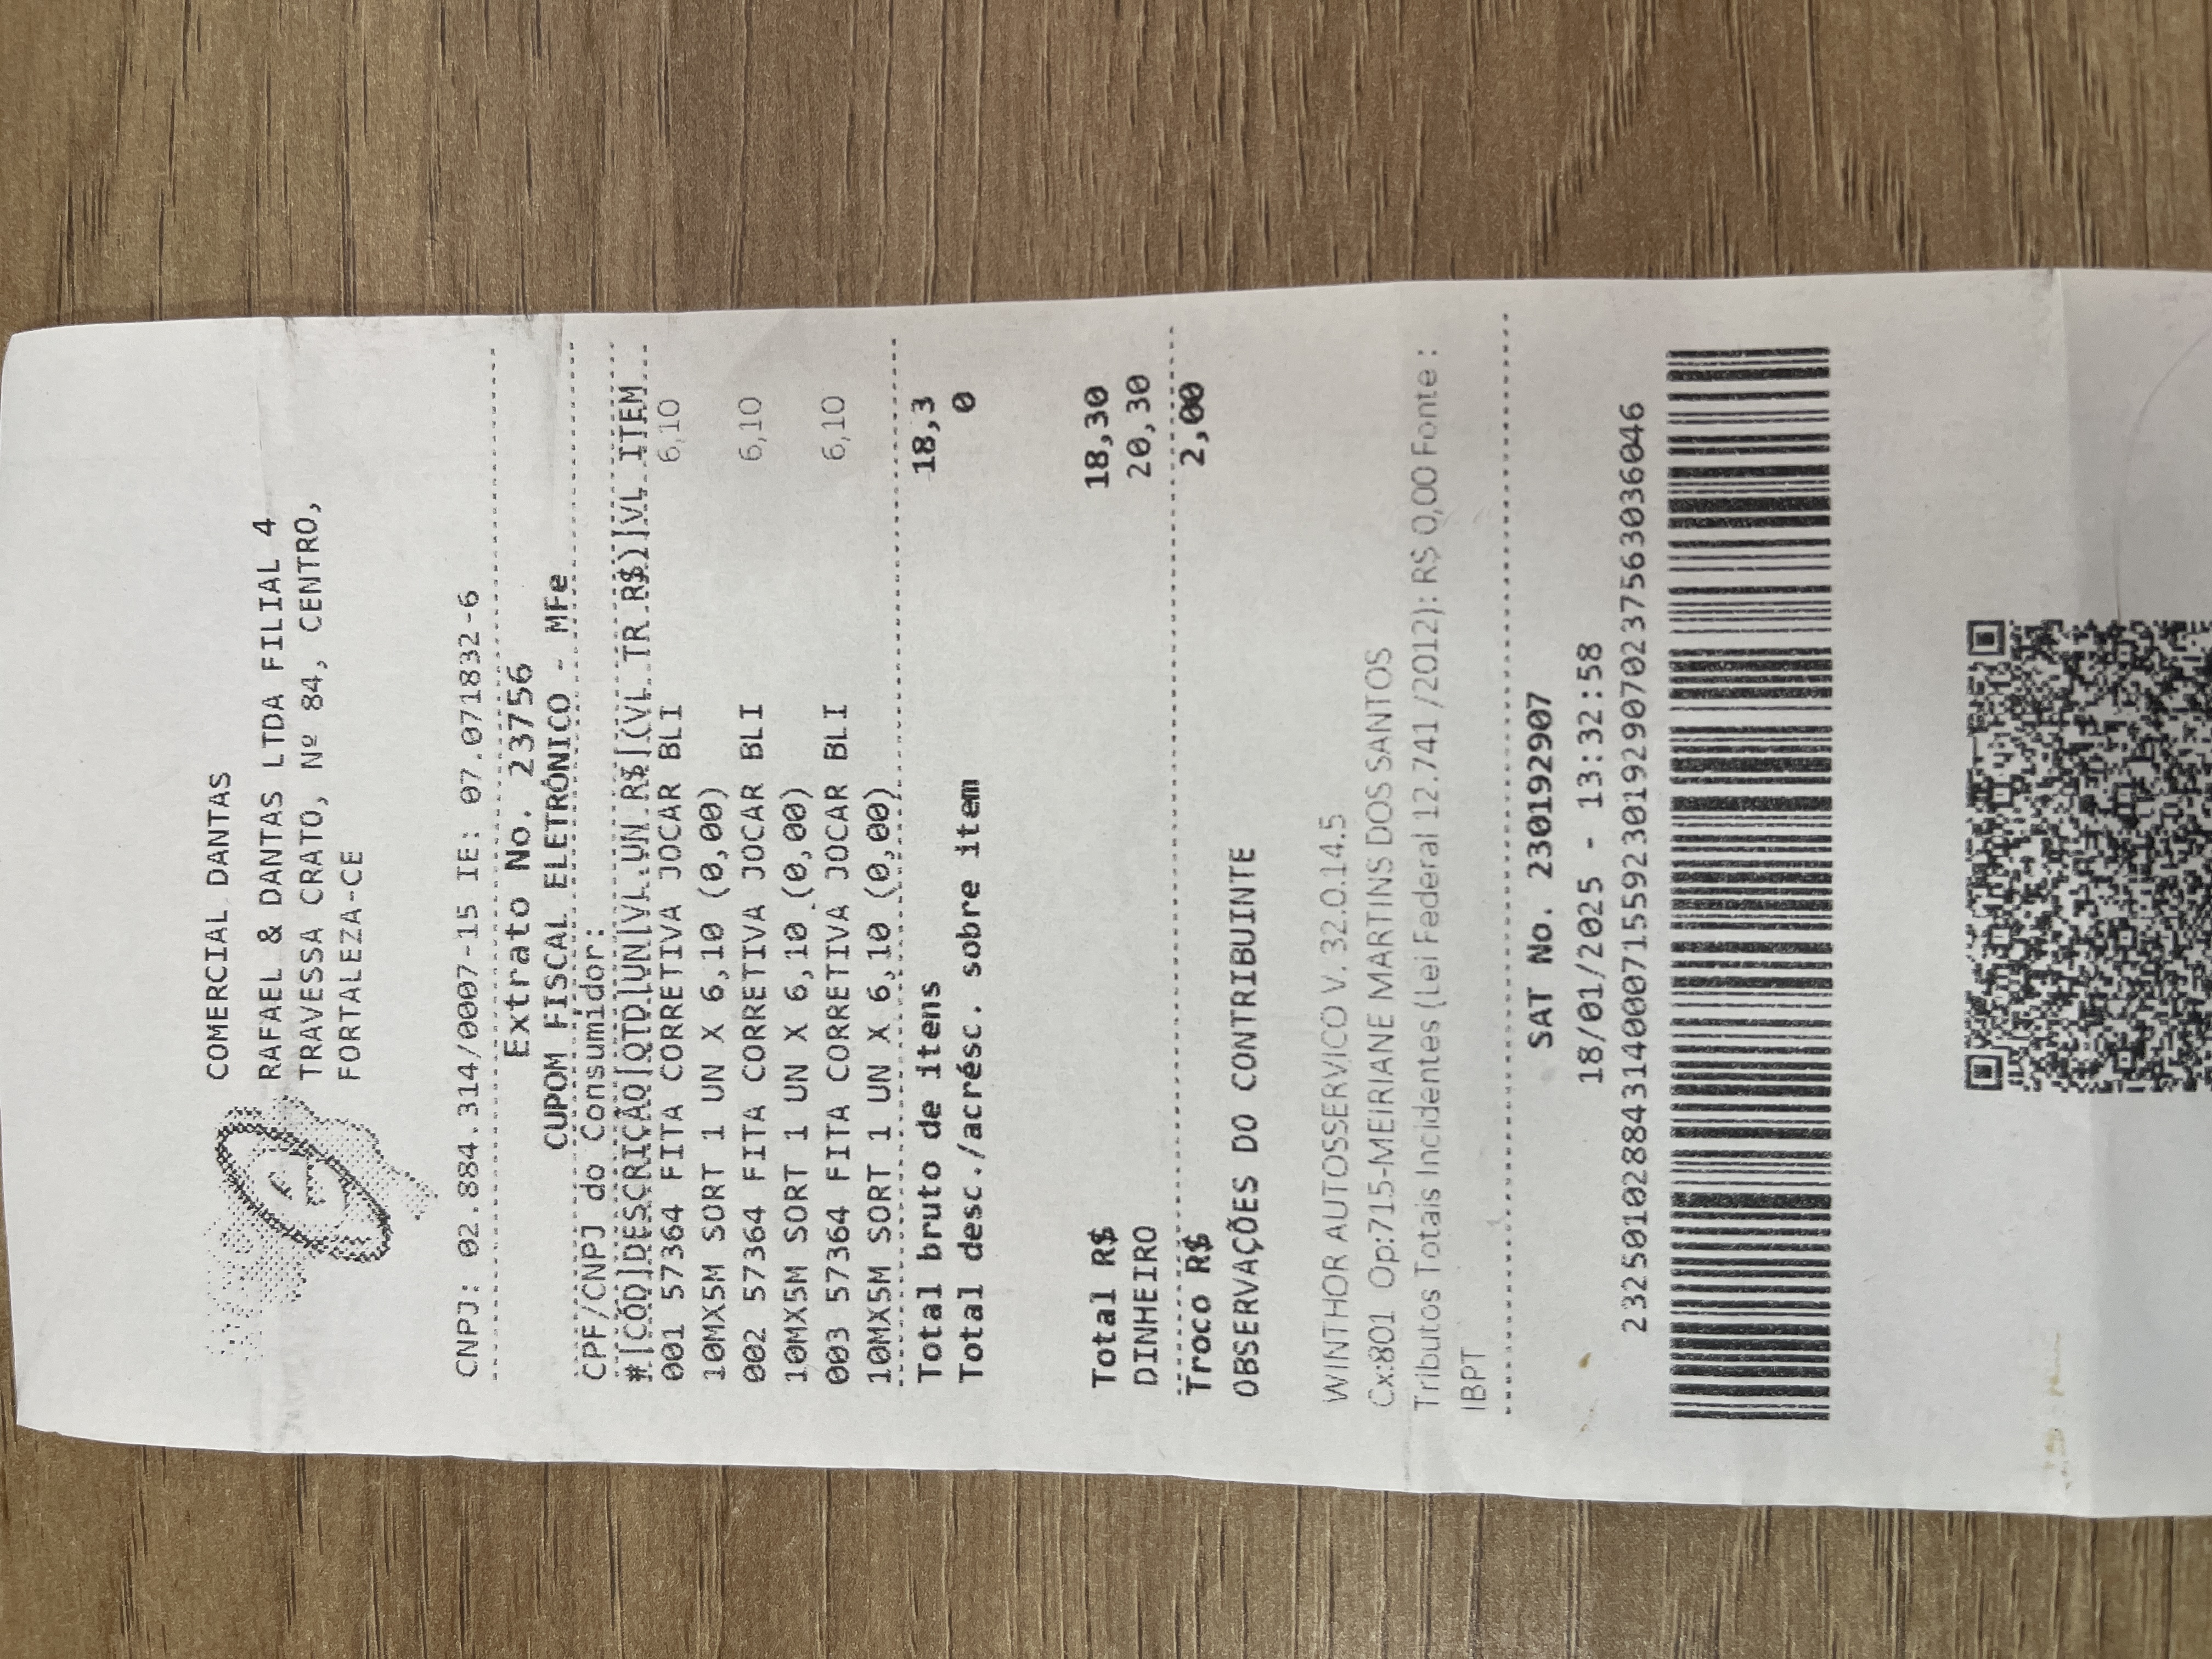 COMERCIAL DANTAS
RAFAEL & DANTAS LTDA FILIAL 4
TRAVESSA CRATO, Nº 84, CENTRO,
FORTALEZA-CE
CNPJ: 02.884.314/0007-15 IE: 07.071832-6
Extrato No. 23756
CUPOM FISCAL ELETRÔNICO - MFe
CPF/CNPJ do Consumidor:
#|COD|DESCRIÇÃO|QTD|UN|VL.UN R$|(VL TR R$)|VL ITEM
001 57364 FITA CORRETIVA JOCAR BLI 6,10
10MX5M SORT 1 UN X 6,10 (0,00)
002 57364 FITA CORRETIVA JOCAR BLI 6,10
10MX5M SORT 1 UN X 6,10 (0,00)
003 57364 FITA CORRETIVA JOCAR BLI 6,10
10MX5M SORT 1 UN X 6,10 (0,00)
Total bruto de itens 18,3
Total desc./acrésc. sobre item 0
Total R$ 18,30
DINHEIRO 20,30
Troco R$ 2,00
OBSERVAÇÕES DO CONTRIBUINTE
WINTHOR AUTOSSERVICO V. 32.0.14.5
Cx:801 Op:715-MEIRIANE MARTINS DOS SANTOS
Tributos Totais Incidentes (Lei Federal 12.741 /2012): R$ 0,00 Fonte :
IBPT
SAT No. 230192907
18/01/2025 - 13:32:58
23250102884314000715592301929070237563036046